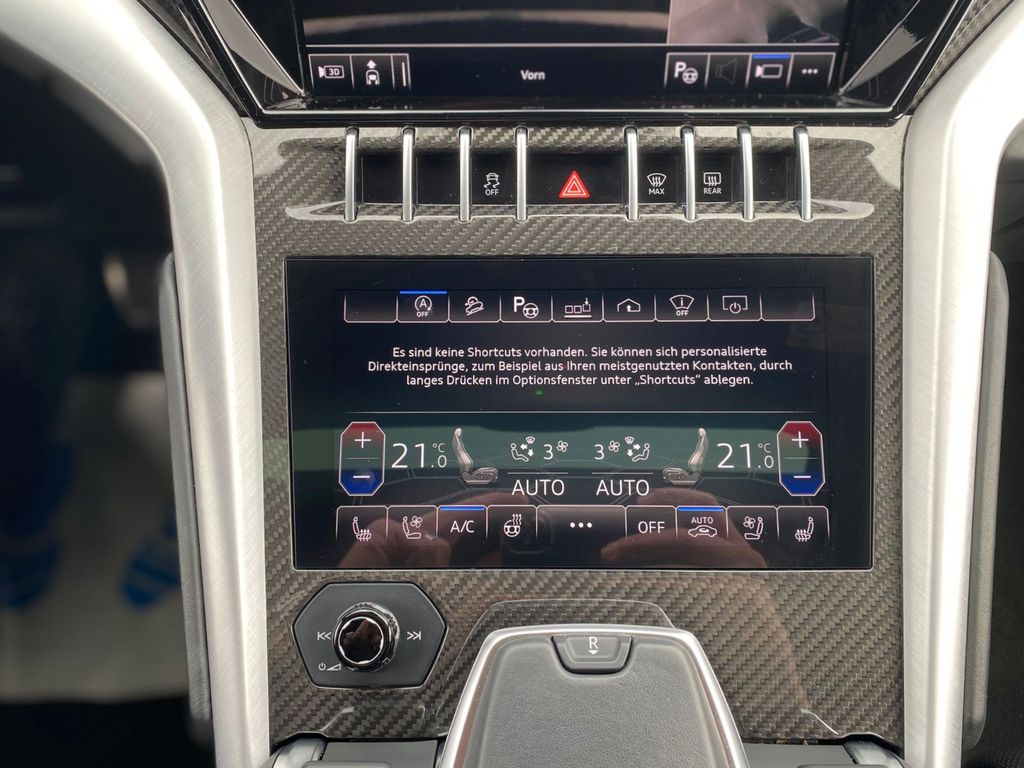 3D
Vorn
P
OFF
MAX
REAR
A
OFF
P
i
OFF
Es sind keine Shortcuts vorhanden. Sie können sich personalisierte
Direkteinsprünge, zum Beispiel aus Ihren meistgenutzten Kontakten, durch
langes Drücken im Optionsfenster unter „Shortcuts“ ablegen.
+ 21.0 °C 3 3 21.0 °C +
− AUTO AUTO −
A/C ••• OFF AUTO
R